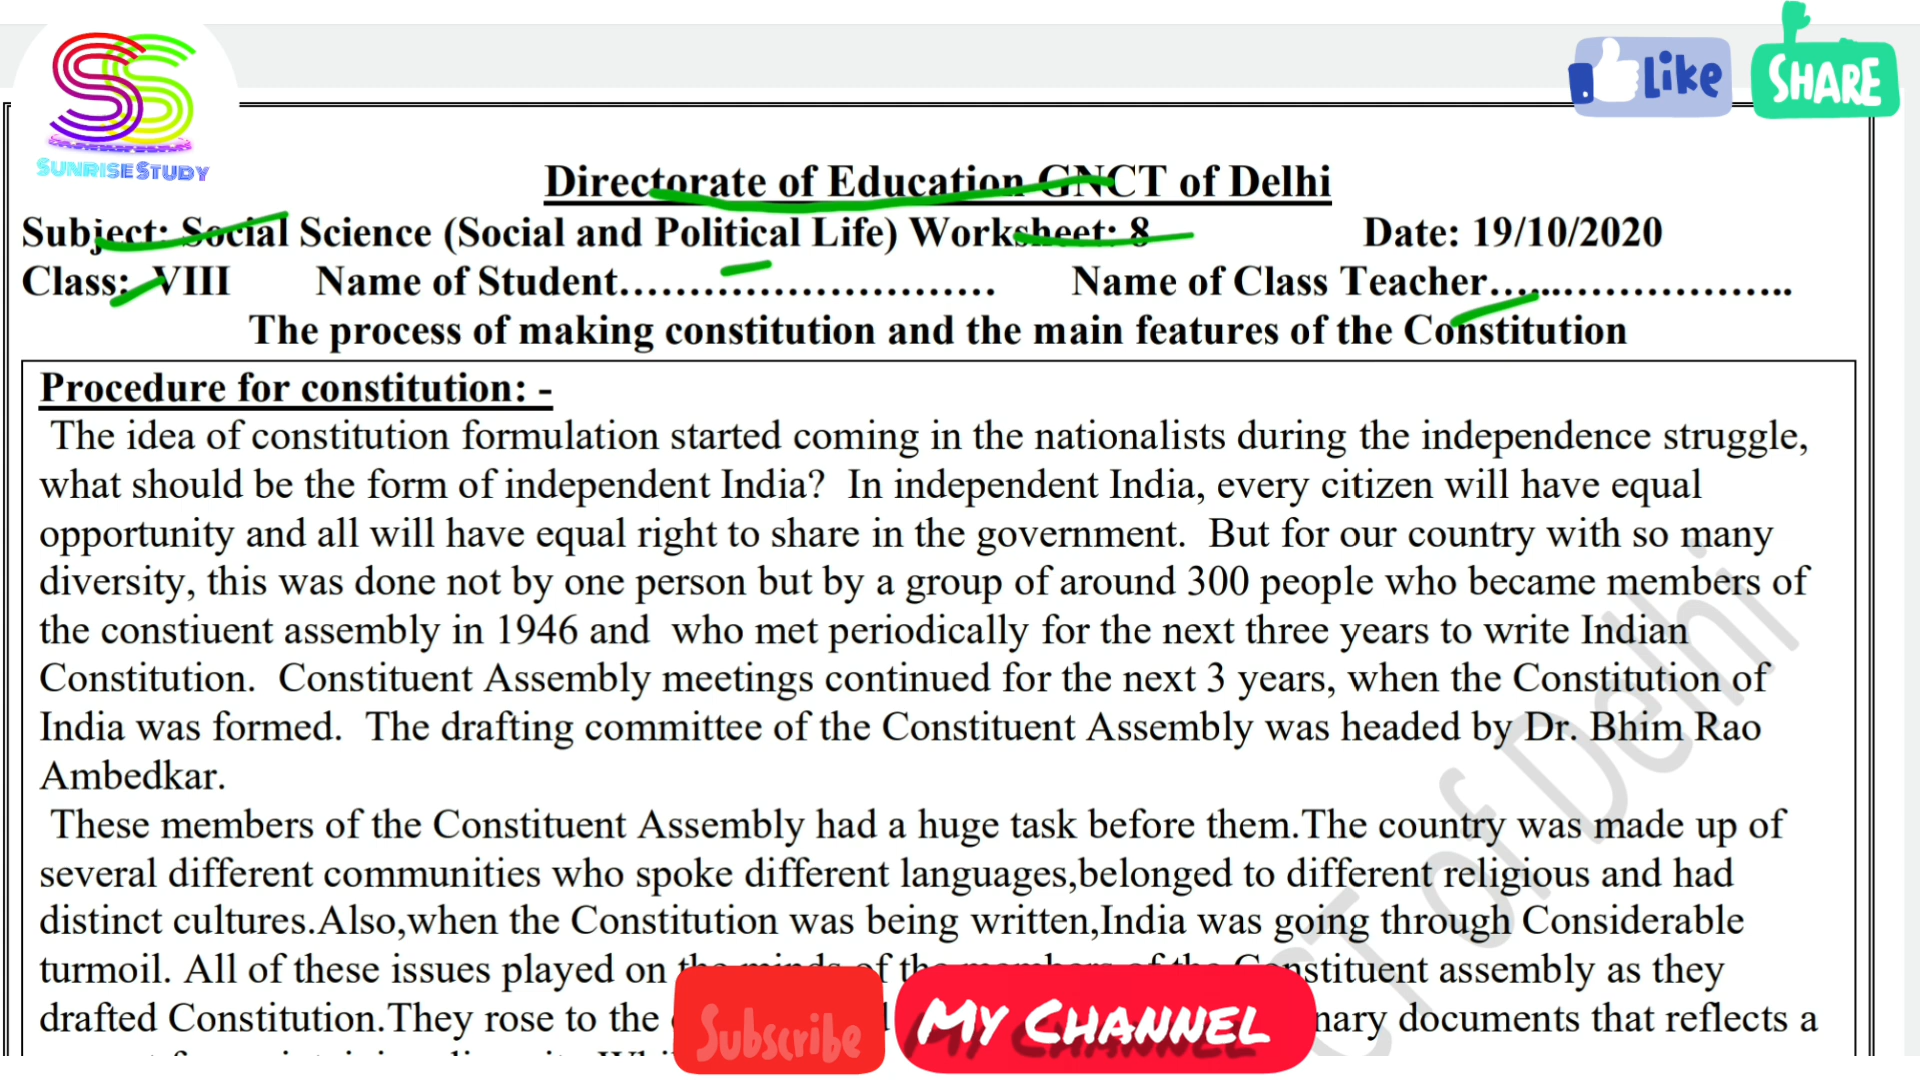 SS
SUNRISE STUDY
Like
SHARE
Directorate of Education GNCT of Delhi
Subject: Social Science (Social and Political Life) Worksheet: 8 Date: 19/10/2020
Class: VIII Name of Student........................... Name of Class Teacher.......................
The process of making constitution and the main features of the Constitution
Procedure for constitution: -
The idea of constitution formulation started coming in the nationalists during the independence struggle,
what should be the form of independent India? In independent India, every citizen will have equal
opportunity and all will have equal right to share in the government. But for our country with so many
diversity, this was done not by one person but by a group of around 300 people who became members of
the constiuent assembly in 1946 and who met periodically for the next three years to write Indian
Constitution. Constituent Assembly meetings continued for the next 3 years, when the Constitution of
India was formed. The drafting committee of the Constituent Assembly was headed by Dr. Bhim Rao
Ambedkar.
These members of the Constituent Assembly had a huge task before them.The country was made up of
several different communities who spoke different languages,belonged to different religious and had
distinct cultures.Also,when the Constitution was being written,India was going through Considerable
turmoil. All of these issues played on the minds of the members of the Constituent assembly as they
drafted Constitution.They rose to the documents that reflects a
Subscribe
MY CHANNEL
CT of Delhi